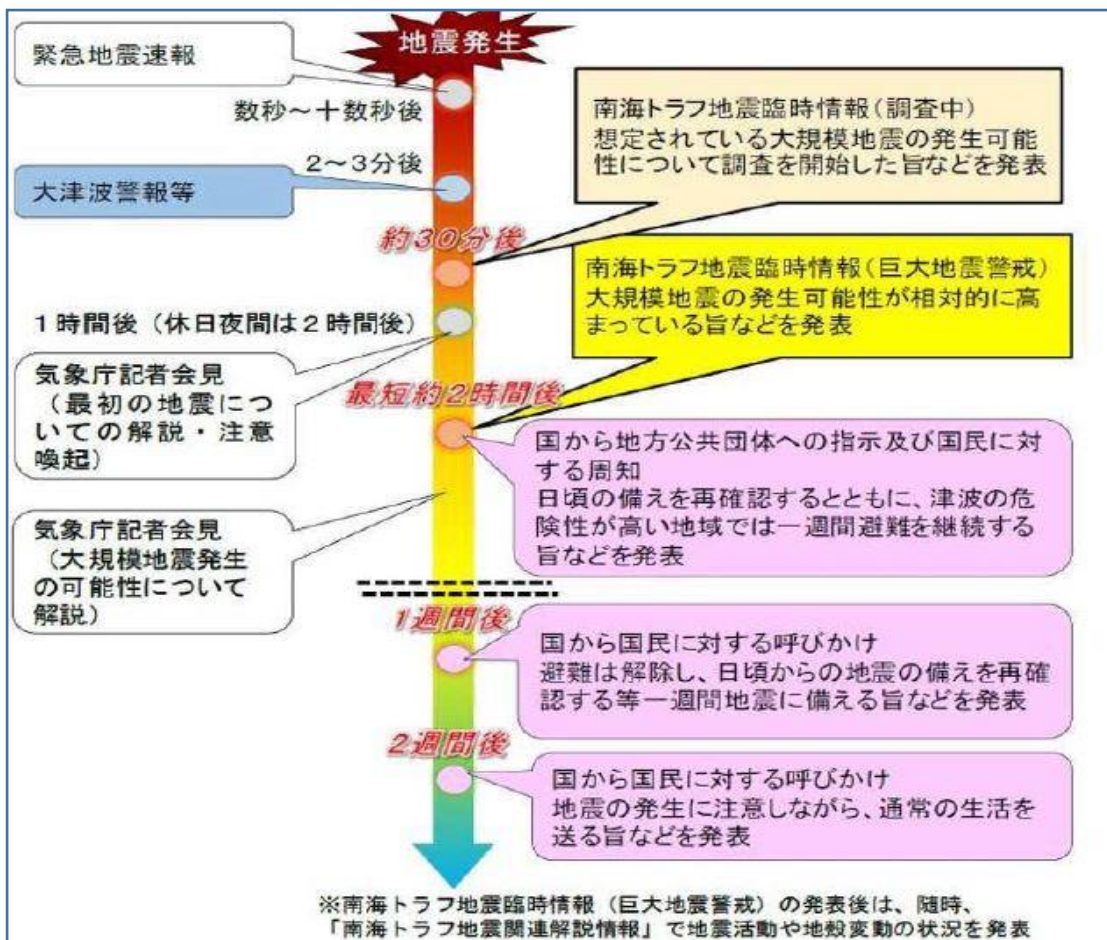 地震発生
緊急地震速報
数秒～十数秒後
南海トラフ地震臨時情報（調査中）
想定されている大規模地震の発生可能
性について調査を開始した旨などを発表
2～3分後
大津波警報等
約30分後
南海トラフ地震臨時情報（巨大地震警戒）
大規模地震の発生可能性が相対的に高
まっている旨などを発表
1時間後（休日夜間は2時間後）
気象庁記者会見
（最初の地震につ
いての解説・注意
喚起）
最短約2時間後
国から地方公共団体への指示及び国民に対
する周知
日頃の備えを再確認するとともに、津波の危
険性が高い地域では一週間避難を継続する
旨などを発表
気象庁記者会見
（大規模地震発生
の可能性について
解説）
1週間後
国から国民に対する呼びかけ
避難は解除し、日頃からの地震の備えを再確
認する等一週間地震に備える旨などを発表
2週間後
国から国民に対する呼びかけ
地震の発生に注意しながら、通常の生活を
送る旨などを発表
※南海トラフ地震臨時情報（巨大地震警戒）の発表後は、随時、
「南海トラフ地震関連解説情報」で地震活動や地殻変動の状況を発表